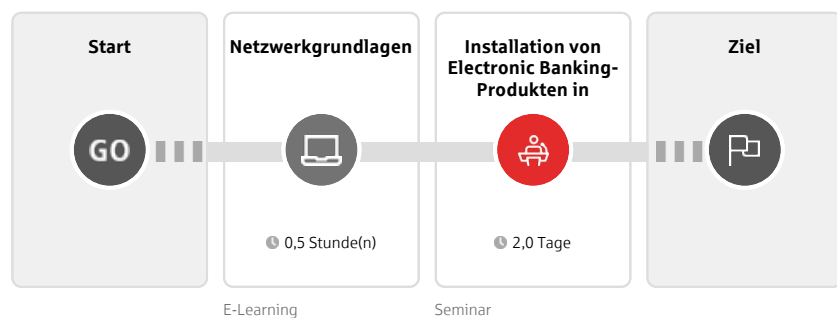 Start
GO
Netzwerkgrundlagen
0,5 Stunde(n)
E-Learning
Installation von
Electronic Banking-
Produkten in
2,0 Tage
Seminar
Ziel